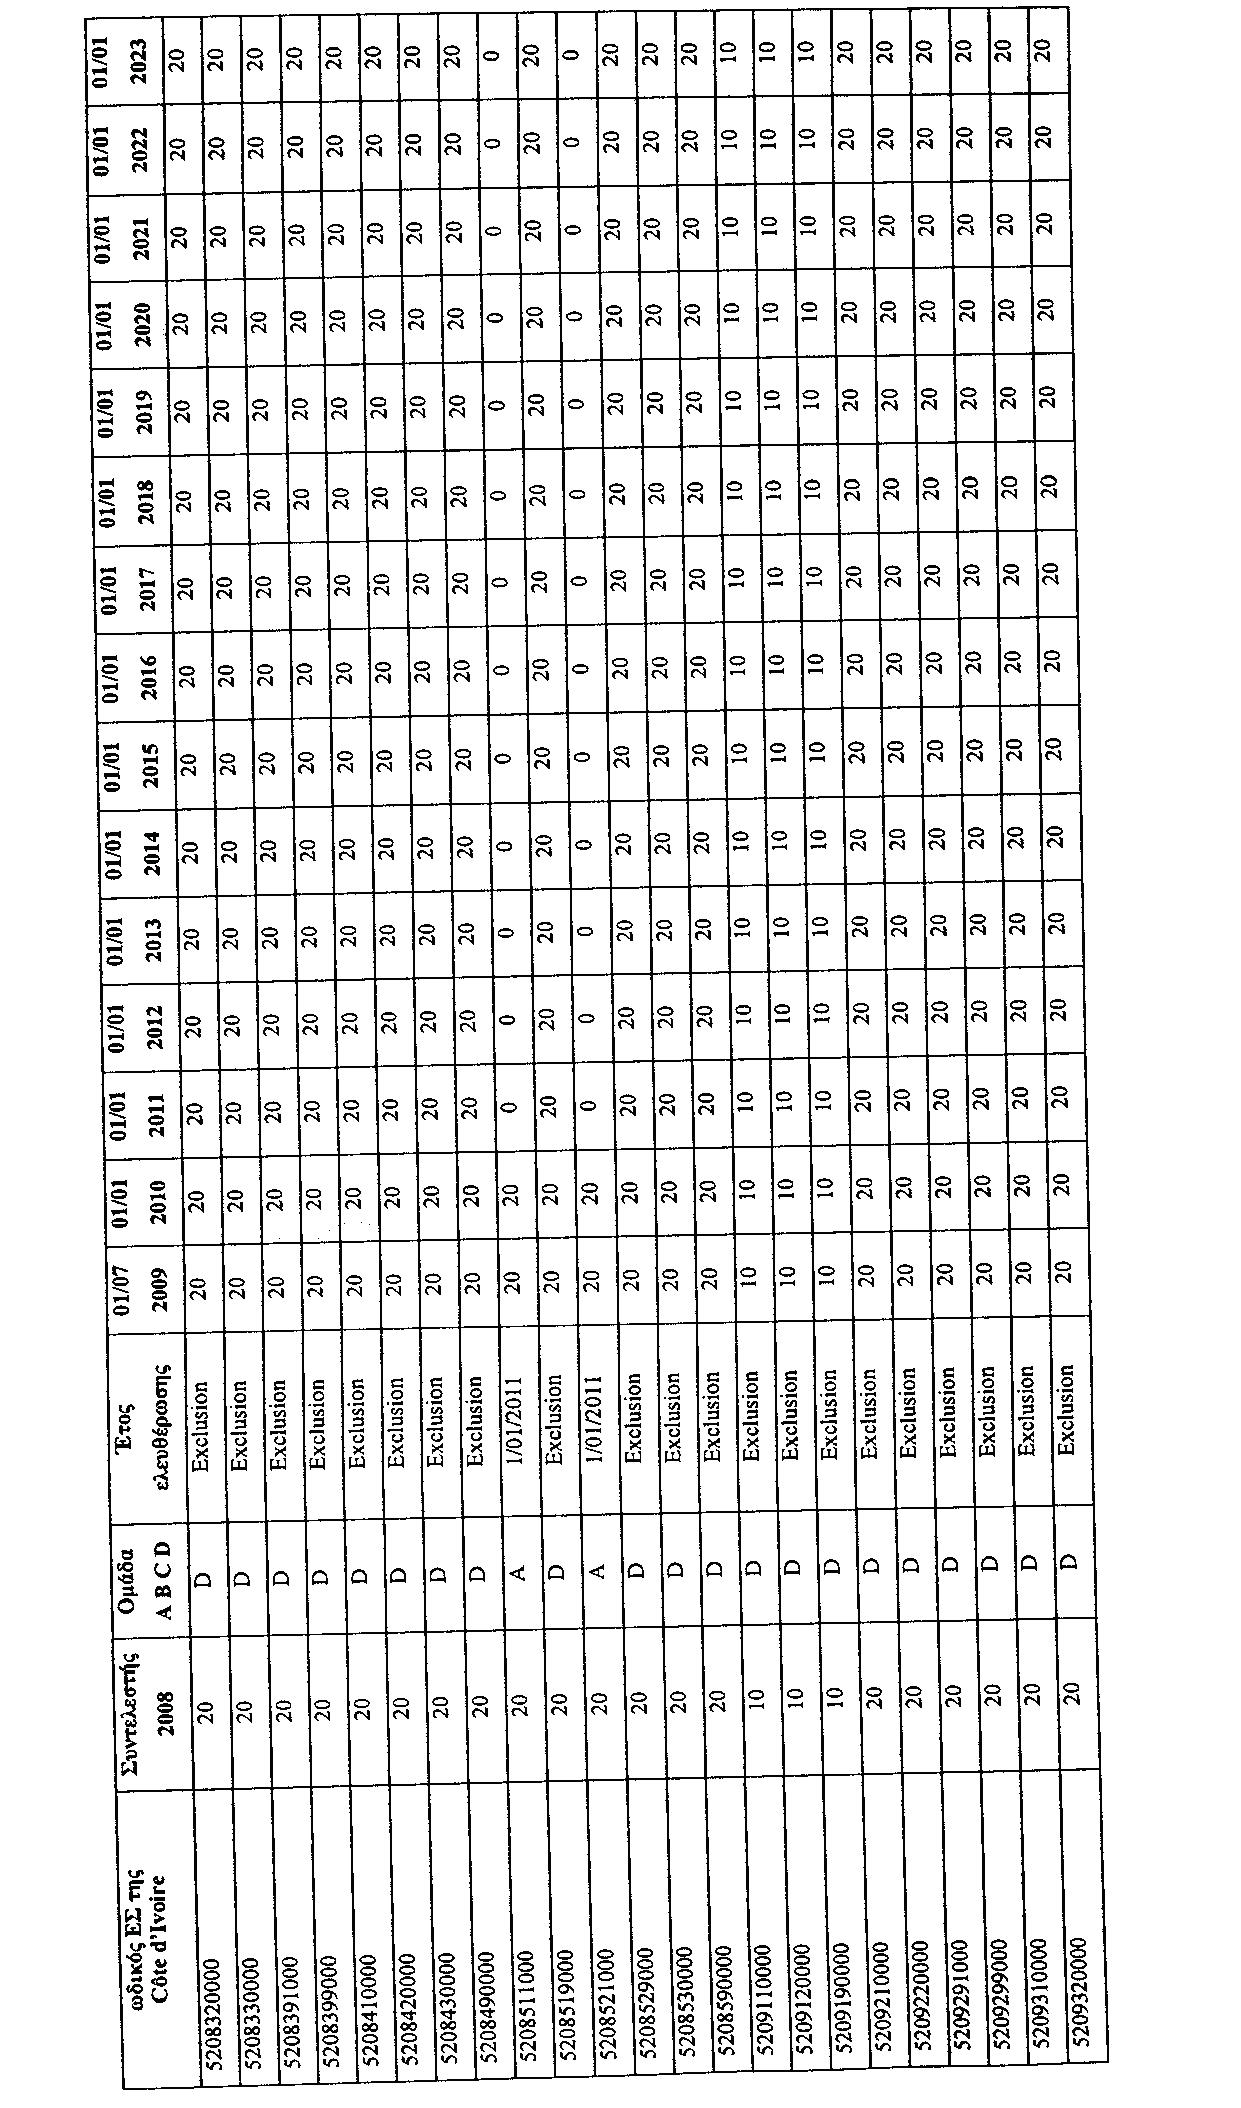 ωδικός ΕΣ της Côte d'Ivoire Συντελεστής 2008 Ομάδα A B C D Έτος ελευθέρωσης 01/07 2009 01/01 2010 01/01 2011 01/01 2012 01/01 2013 01/01 2014 01/01 2015 01/01 2016 01/01 2017 01/01 2018 01/01 2019 01/01 2020 01/01 2021 01/01 2022 01/01 2023
5208320000 20 D Exclusion 20 20 20 20 20 20 20 20 20 20 20 20 20 20 20
5208330000 20 D Exclusion 20 20 20 20 20 20 20 20 20 20 20 20 20 20 20
5208391000 20 D Exclusion 20 20 20 20 20 20 20 20 20 20 20 20 20 20 20
5208399000 20 D Exclusion 20 20 20 20 20 20 20 20 20 20 20 20 20 20 20
5208410000 20 D Exclusion 20 20 20 20 20 20 20 20 20 20 20 20 20 20 20
5208420000 20 D Exclusion 20 20 20 20 20 20 20 20 20 20 20 20 20 20 20
5208430000 20 D Exclusion 20 20 20 20 20 20 20 20 20 20 20 20 20 20 20
5208490000 20 D Exclusion 20 20 20 20 20 20 20 20 20 20 20 20 20 20 20
5208511000 20 A 1/01/2011 20 20 0 0 0 0 0 0 0 0 0 0 0 0 0
5208519000 20 D Exclusion 20 20 20 20 20 20 20 20 20 20 20 20 20 20 20
5208521000 20 A 1/01/2011 20 20 0 0 0 0 0 0 0 0 0 0 0 0 0
5208529000 20 D Exclusion 20 20 20 20 20 20 20 20 20 20 20 20 20 20 20
5208530000 20 D Exclusion 20 20 20 20 20 20 20 20 20 20 20 20 20 20 20
5208590000 20 D Exclusion 20 20 20 20 20 20 20 20 20 20 20 20 20 20 20
5209110000 10 D Exclusion 10 10 10 10 10 10 10 10 10 10 10 10 10 10 10
5209120000 10 D Exclusion 10 10 10 10 10 10 10 10 10 10 10 10 10 10 10
5209190000 10 D Exclusion 10 10 10 10 10 10 10 10 10 10 10 10 10 10 10
5209210000 20 D Exclusion 20 20 20 20 20 20 20 20 20 20 20 20 20 20 20
5209220000 20 D Exclusion 20 20 20 20 20 20 20 20 20 20 20 20 20 20 20
5209291000 20 D Exclusion 20 20 20 20 20 20 20 20 20 20 20 20 20 20 20
5209299000 20 D Exclusion 20 20 20 20 20 20 20 20 20 20 20 20 20 20 20
5209310000 20 D Exclusion 20 20 20 20 20 20 20 20 20 20 20 20 20 20 20
5209320000 20 D Exclusion 20 20 20 20 20 20 20 20 20 20 20 20 20 20 20